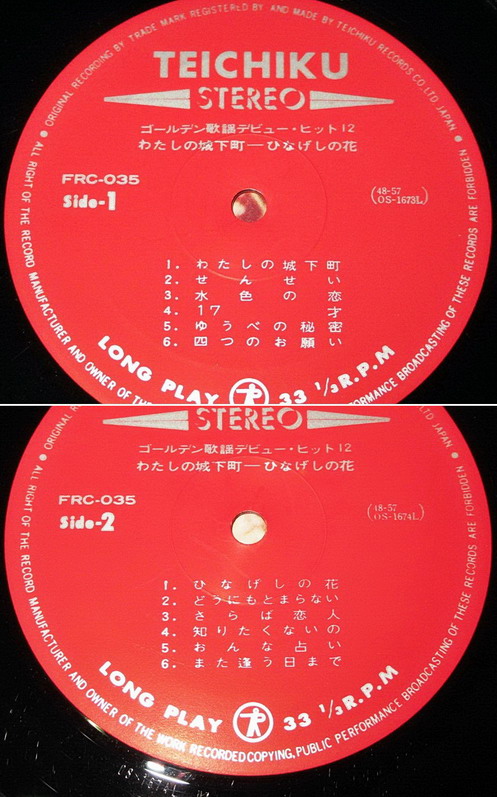 ORIGINAL RECORDING BY TRADE MARK REGISTERED BY AND MADE BY TEICHIKU RECORDS CO. LTD JAPAN ●
TEICHIKU
STEREO
ゴールデン歌謡デビュー・ヒット12
わたしの城下町―ひなげしの花
FRC-035
Side-1
(48-57
OS-1673L)
1. わたしの城下町
2. せんせい
3. 水色の恋
4. 17才
5. ゆうべの秘密
6. 四つのお願い
LONG PLAY 33 1/3 R.P.M
● ALL RIGHT OF THE RECORD MANUFACTURER AND OWNER OF THE
PERFORMANCE BROADCASTING OF THESE RECORDS ARE FORBIDDEN
LTD JAPAN ●
STEREO
ゴールデン歌謡デビュー・ヒット12
わたしの城下町―ひなげしの花
FRC-035
Side-2
(48-57
OS-1674L)
1. ひなげしの花
2. どうにもとまらない
3. さらば恋人
4. 知りたくないの
5. おんな占い
6. また逢う日まで
LONG PLAY 33 1/3 R.P.M
● ALL RIGHT OF THE RECORD MANUFACTURER AND OWNER OF THE WORK RECORDED COPYING, PUBLIC PERFORMANCE BROADCASTING OF THESE RECORDS ARE FORBIDDEN